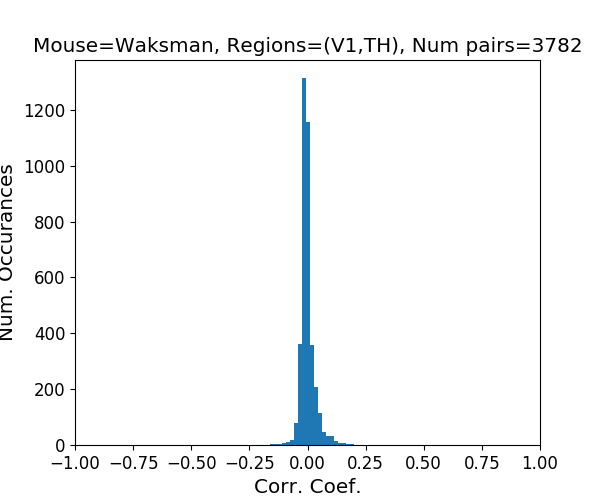 Mouse=Waksman, Regions=(V1,TH), Num pairs=3782
Num. Occurances
1200
1000
800
600
400
200
0
−1.00 −0.75 −0.50 −0.25 0.00 0.25 0.50 0.75 1.00
Corr. Coef.